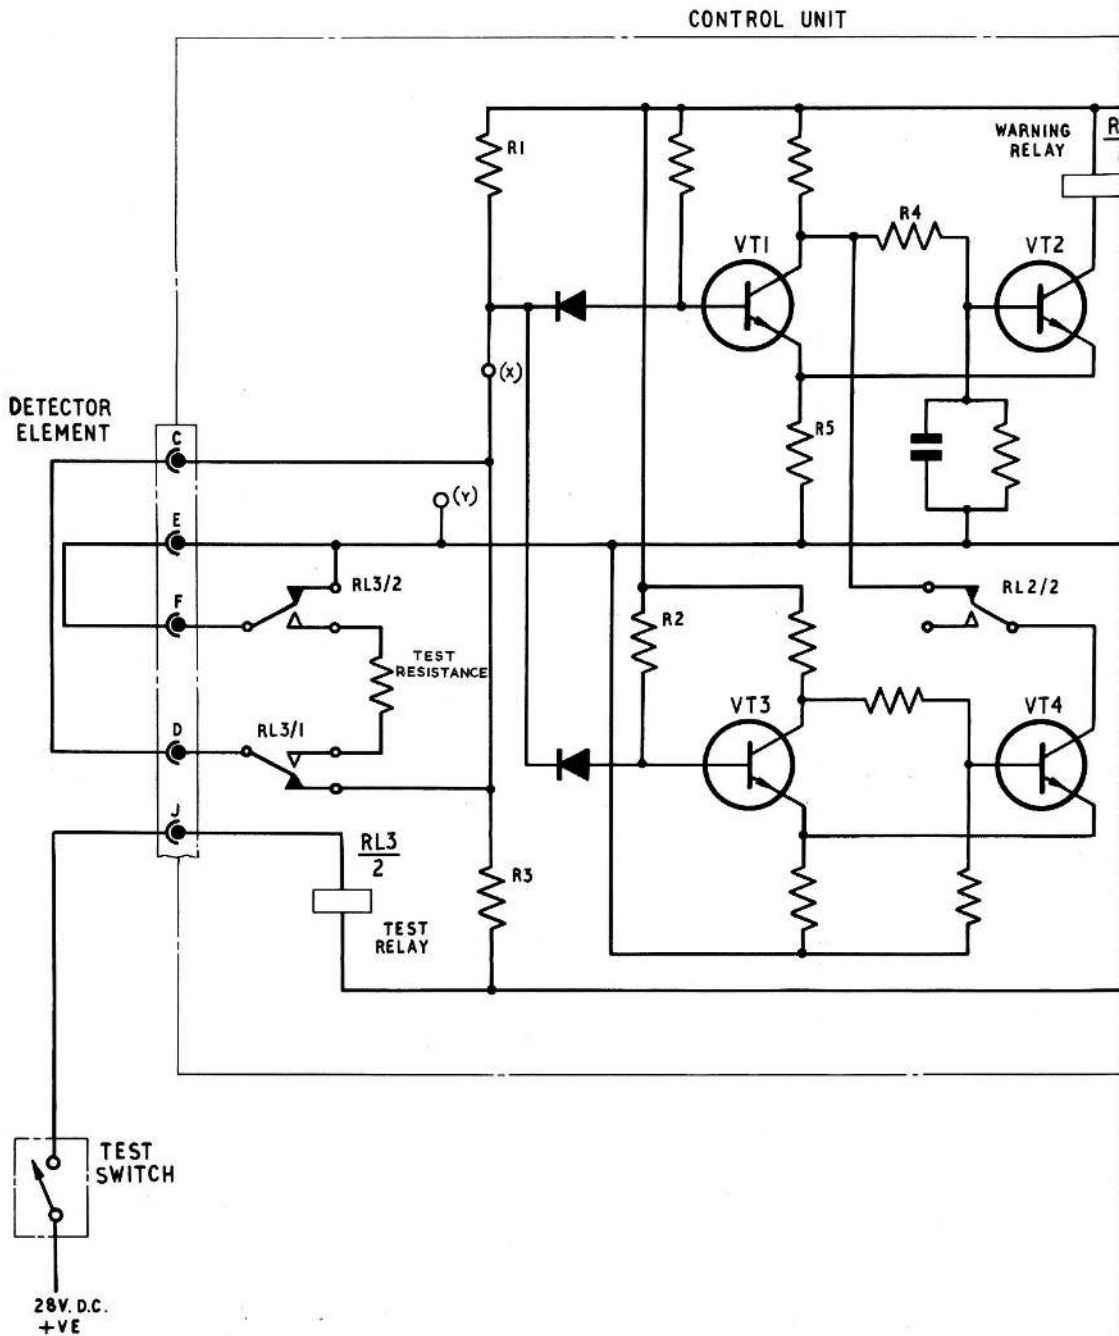 CONTROL UNIT
R1
WARNING
RELAY
R
R4
VT1
VT2
(X)
DETECTOR
ELEMENT
C
R5
(Y)
E
RL3/2
RL2/2
F
R2
TEST
RESISTANCE
VT3
VT4
RL3/1
D
J
RL3
2
R3
TEST
RELAY
TEST
SWITCH
28V. D.C.
+VE